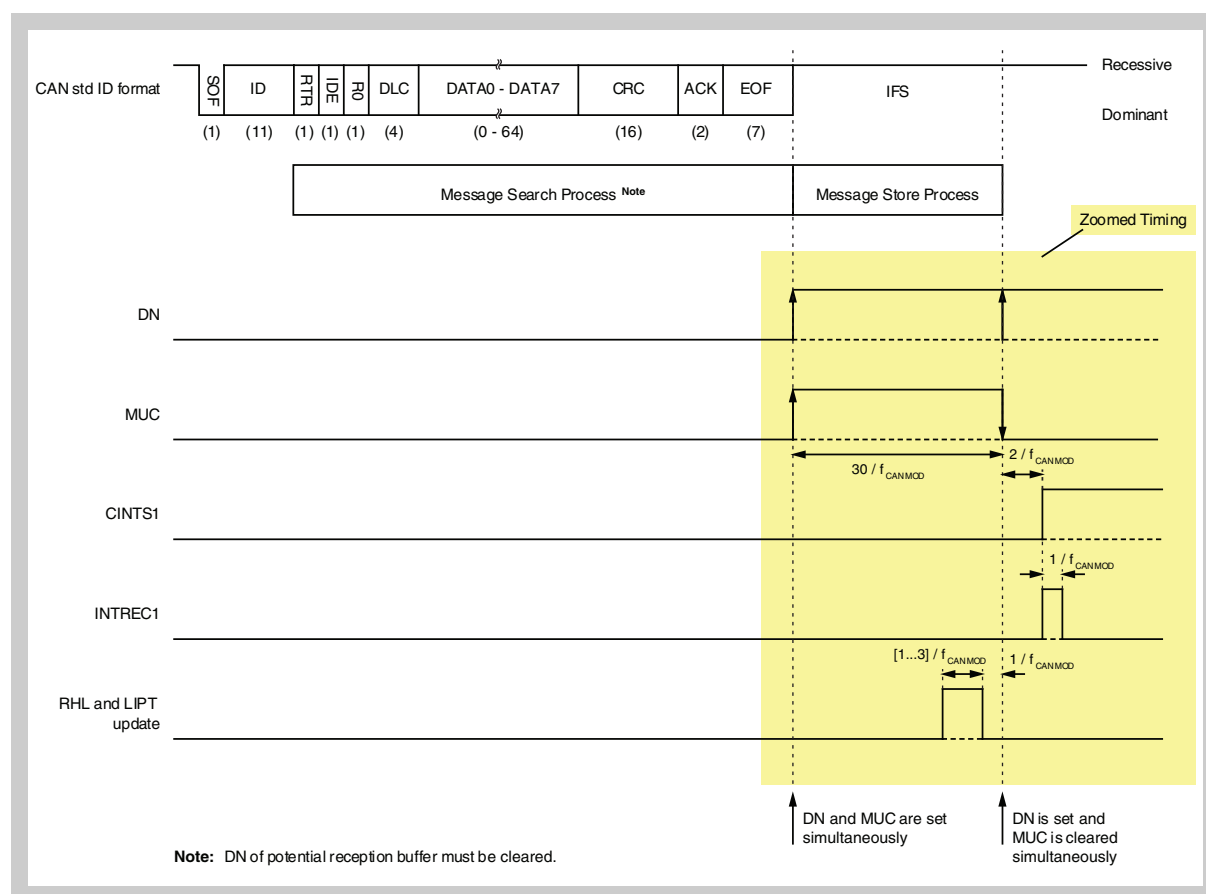 CAN std ID format
SOF
ID
RTR
IDE
R0
DLC
DATA0 - DATA7
CRC
ACK
EOF
IFS
Recessive
Dominant
(1) (11) (1) (1) (1) (4) (0 - 64) (16) (2) (7)
Message Search Process Note
Message Store Process
Zoomed Timing
DN
MUC
30 / fCANMOD
2 / fCANMOD
CINTS1
1 / fCANMOD
INTREC1
[1...3] / fCANMOD
1 / fCANMOD
RHL and LIPT
update
DN and MUC are set
simultaneously
DN is set and
MUC is cleared
simultaneously
Note: DN of potential reception buffer must be cleared.